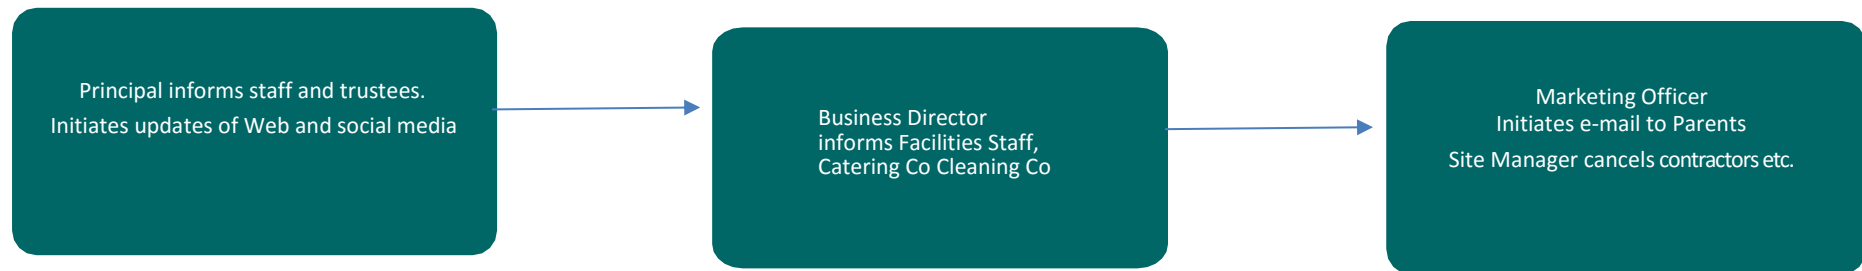 Principal informs staff and trustees.
Initiates updates of Web and social media
Business Director
informs Facilities Staff,
Catering Co Cleaning Co
Marketing Officer
Initiates e-mail to Parents
Site Manager cancels contractors etc.